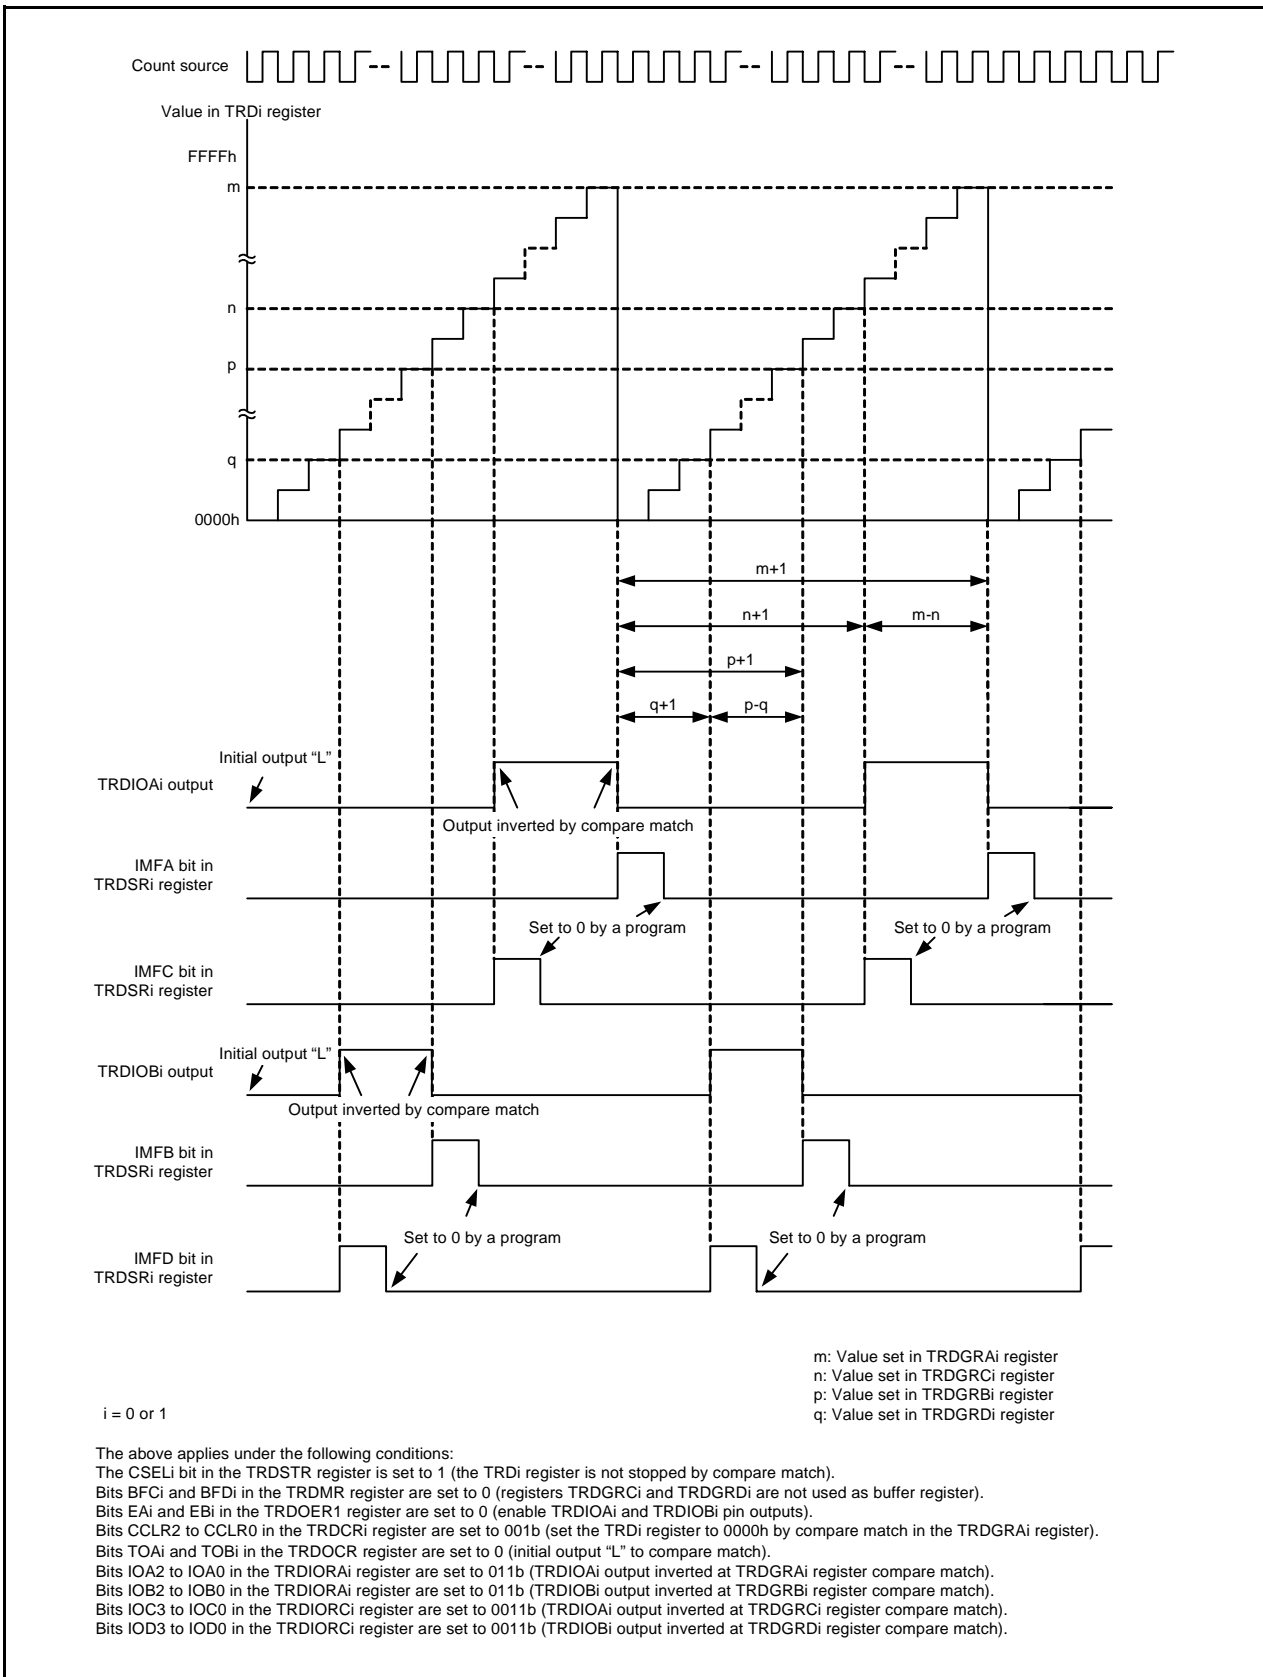 Count source
Value in TRDi register
FFFFh
m
n
p
q
0000h
m+1
n+1
m-n
p+1
q+1
p-q
Initial output “L”
TRDIOAi output
Output inverted by compare match
IMFA bit in
TRDSRi register
Set to 0 by a program
Set to 0 by a program
IMFC bit in
TRDSRi register
Initial output “L”
TRDIOBi output
Output inverted by compare match
IMFB bit in
TRDSRi register
Set to 0 by a program
Set to 0 by a program
IMFD bit in
TRDSRi register
m: Value set in TRDGRAi register
n: Value set in TRDGRCi register
p: Value set in TRDGRBi register
q: Value set in TRDGRDi register
i = 0 or 1
The above applies under the following conditions:
The CSELi bit in the TRDSTR register is set to 1 (the TRDi register is not stopped by compare match).
Bits BFCi and BFDi in the TRDMR register are set to 0 (registers TRDGRCi and TRDGRDi are not used as buffer register).
Bits EAi and EBi in the TRDOER1 register are set to 0 (enable TRDIOAi and TRDIOBi pin outputs).
Bits CCLR2 to CCLR0 in the TRDCRi register are set to 001b (set the TRDi register to 0000h by compare match in the TRDGRAi register).
Bits TOAi and TOBi in the TRDOCR register are set to 0 (initial output “L” to compare match).
Bits IOA2 to IOA0 in the TRDIORAi register are set to 011b (TRDIOAi output inverted at TRDGRAi register compare match).
Bits IOB2 to IOB0 in the TRDIORAi register are set to 011b (TRDIOBi output inverted at TRDGRBi register compare match).
Bits IOC3 to IOC0 in the TRDIORCi register are set to 0011b (TRDIOAi output inverted at TRDGRCi register compare match).
Bits IOD3 to IOD0 in the TRDIORCi register are set to 0011b (TRDIOBi output inverted at TRDGRDi register compare match).